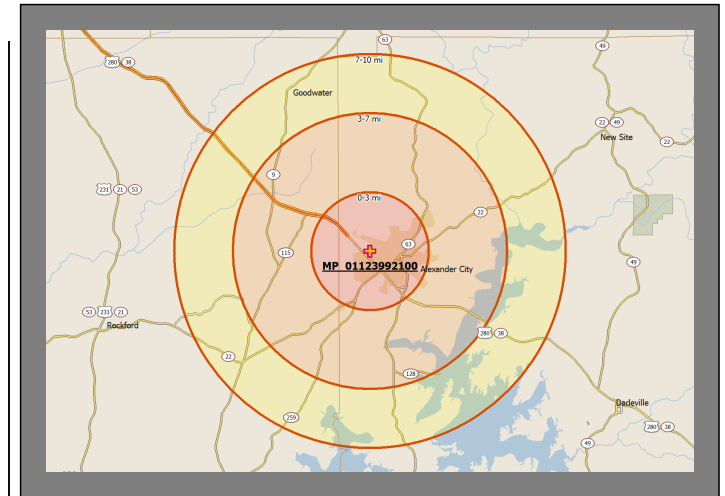 63
7-10 mi
49
280 38
Goodwater
3-7 mi
22 49
New Site
22
9
231 21 53
0-3 mi
22
63
115
MP_01123992100
Alexander City
49
53 231 21
Rockford
280 38
22
128
Dadeville
259
280 38
49